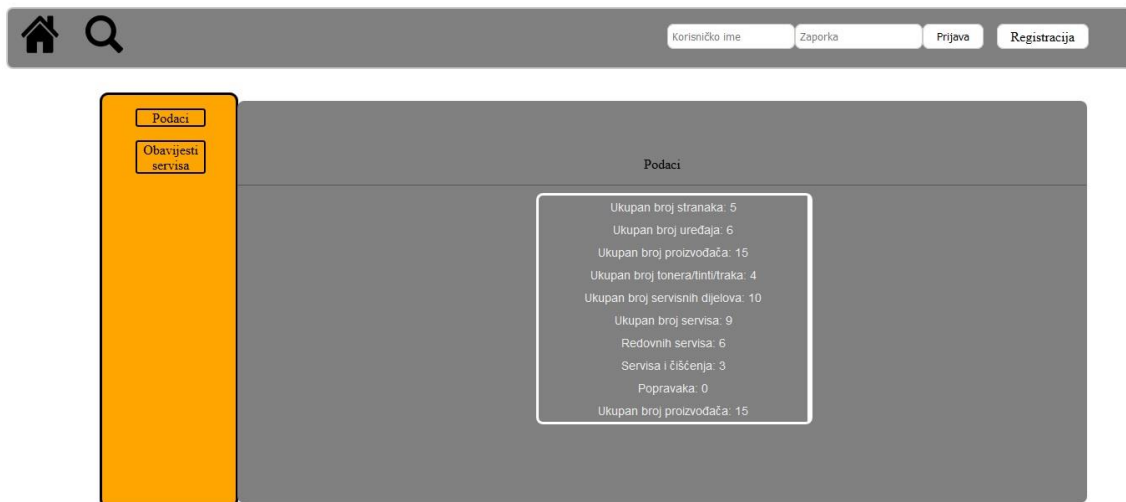 Korisničko ime
Zaporka
Prijava
Registracija
Podaci
Obavijesti
servisa
Podaci
Ukupan broj stranaka: 5
Ukupan broj uređaja: 6
Ukupan broj proizvođača: 15
Ukupan broj tonera/tinti/traka: 4
Ukupan broj servisnih dijelova: 10
Ukupan broj servisa: 9
Redovnih servisa: 6
Servisa i čišćenja: 3
Popravaka: 0
Ukupan broj proizvođača: 15